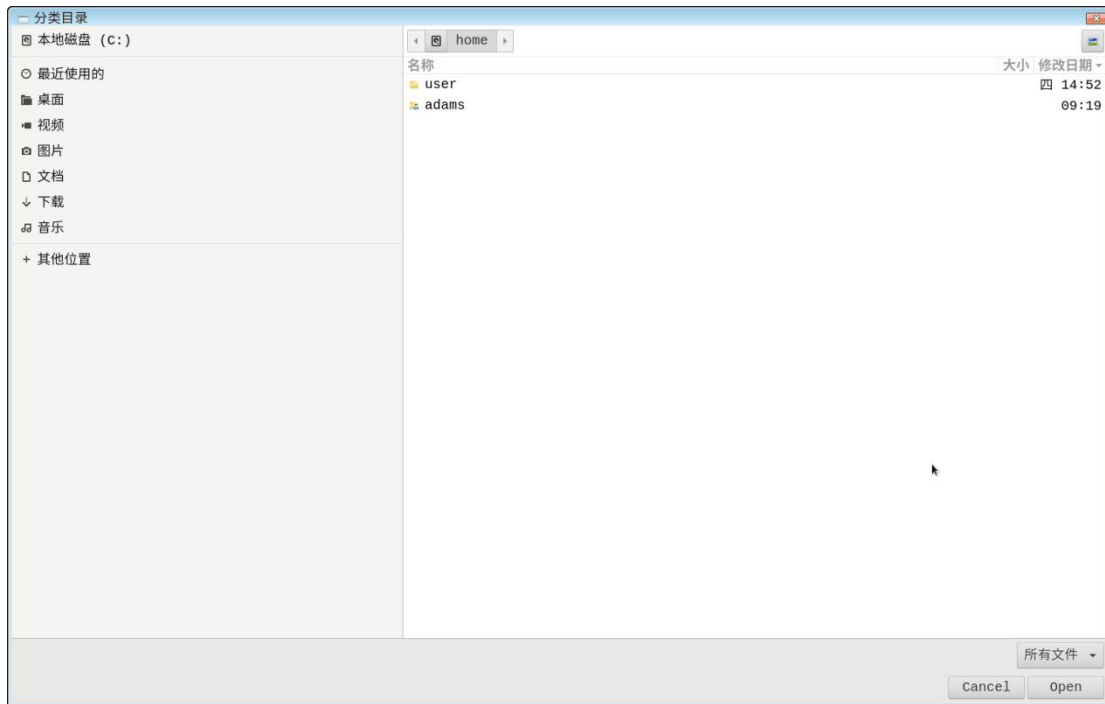 分类目录
本地磁盘 (C:)
最近使用的
桌面
视频
图片
文档
下载
音乐
+ 其他位置
home
名称 大小 修改日期
user 四 14:52
adams 09:19
所有文件
Cancel Open